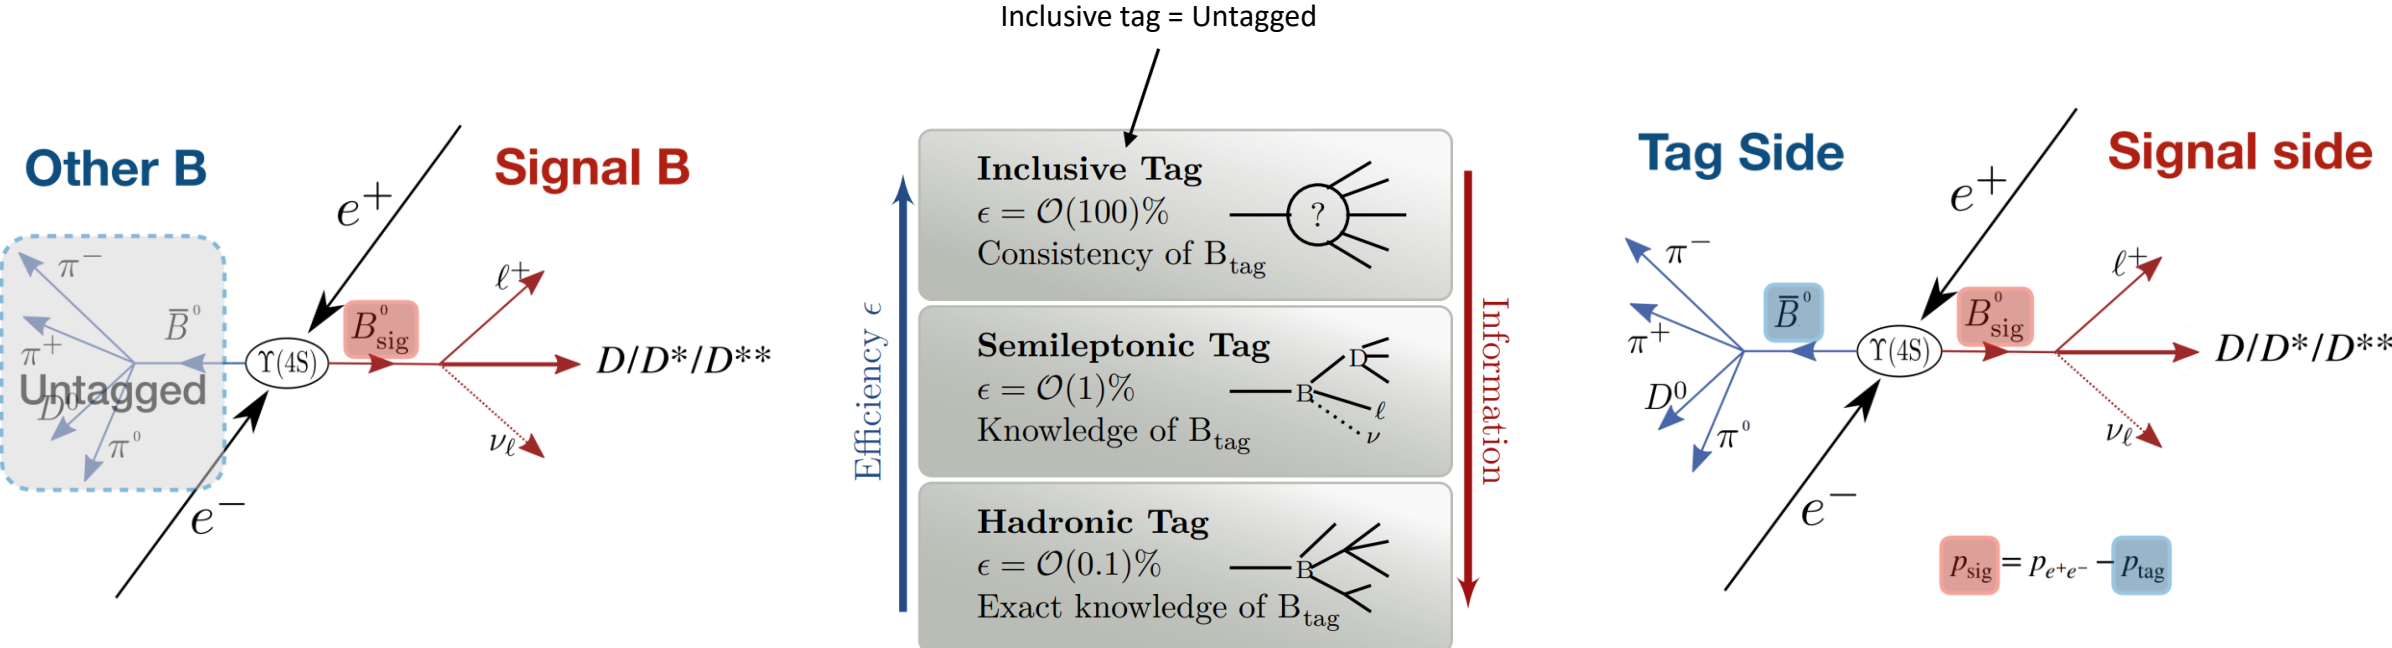 Inclusive tag = Untagged
Other B
Signal B
e⁺
π⁻
π⁺
B̄⁰
Untagged
D⁰
π⁰
e⁻
ϒ(4S)
B⁰sig
ℓ⁺
D/D*/D**
νℓ
Efficiency ϵ
Inclusive Tag
ϵ = 𝒪(100)%
Consistency of Btag
?
Semileptonic Tag
ϵ = 𝒪(1)%
Knowledge of Btag
B
D
ℓ
ν
Hadronic Tag
ϵ = 𝒪(0.1)%
Exact knowledge of Btag
B
Information
Tag Side
Signal side
e⁺
π⁻
π⁺
B̄⁰
D⁰
π⁰
e⁻
ϒ(4S)
B⁰sig
ℓ⁺
D/D*/D**
νℓ
psig = pe⁺e⁻ − ptag